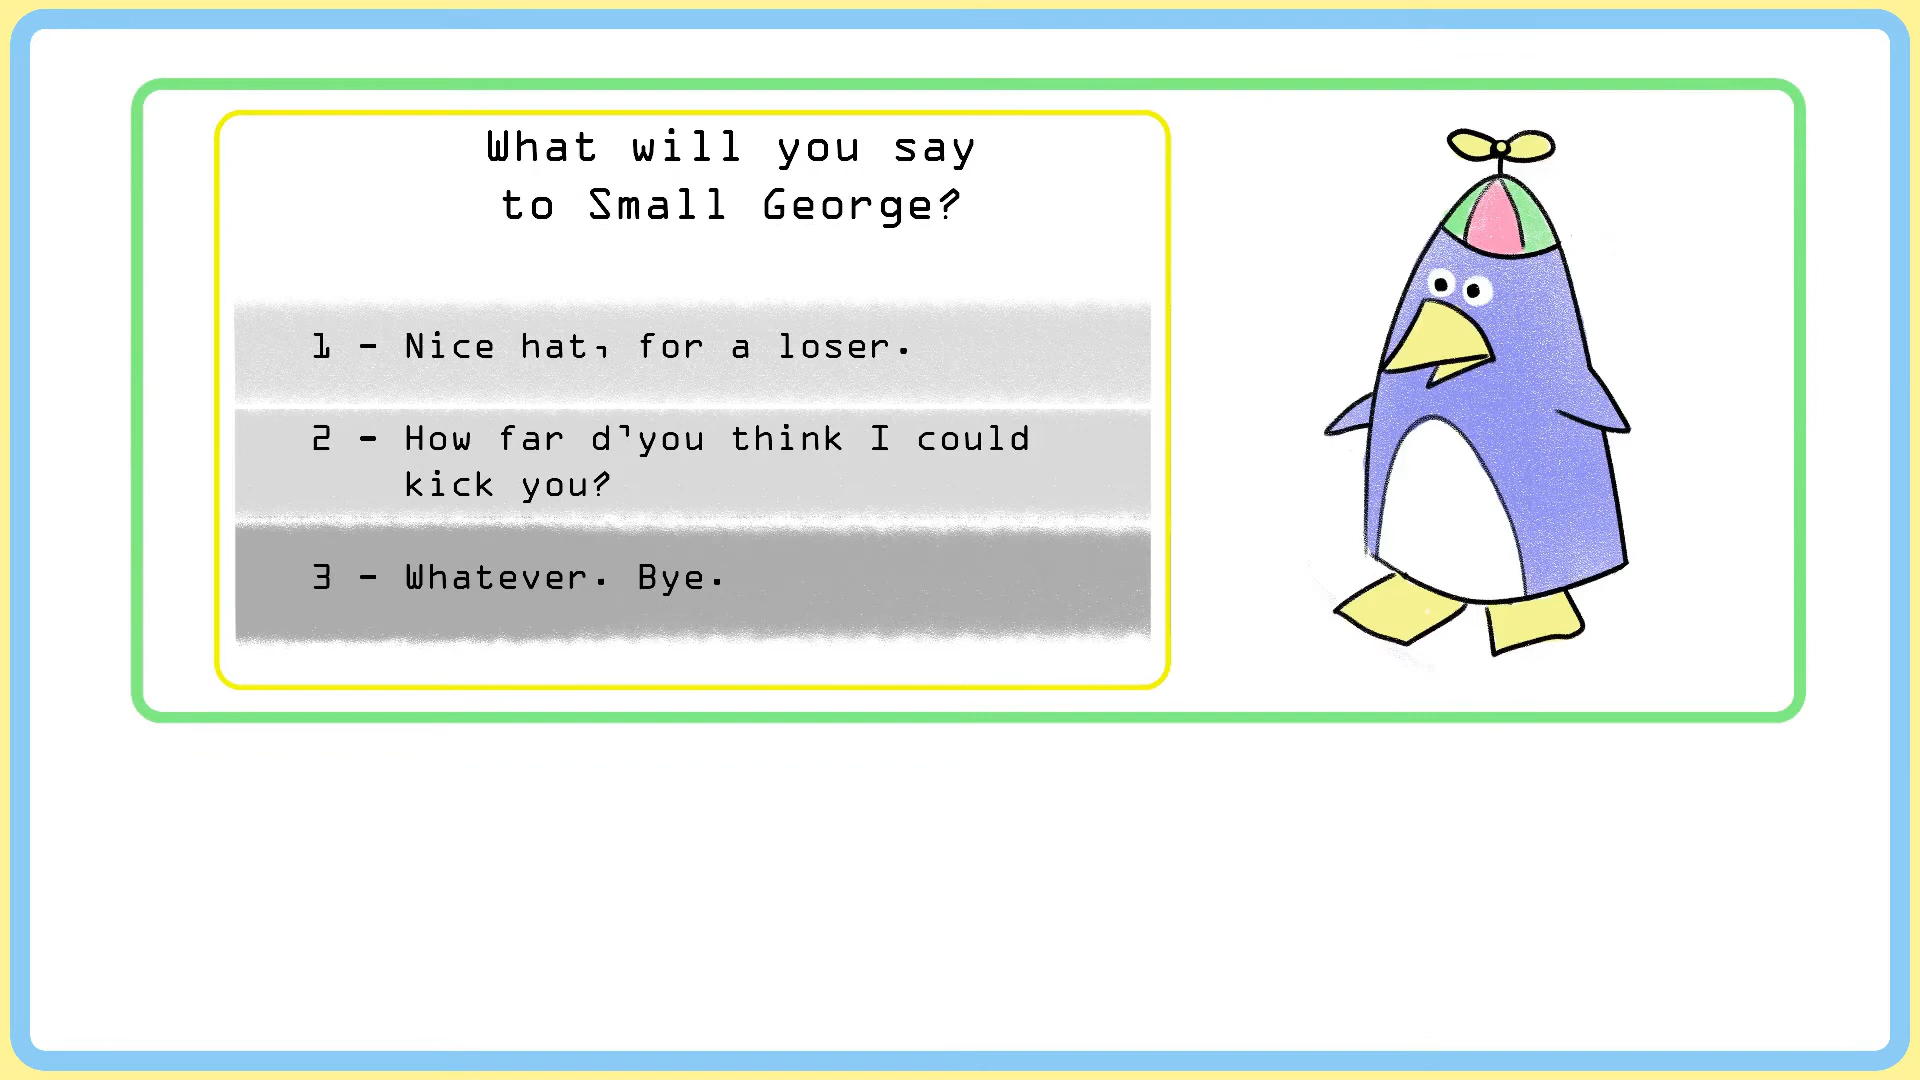 What will you say
to Small George?
1 - Nice hat, for a loser.
2 - How far d'you think I could
kick you?
3 - Whatever. Bye.